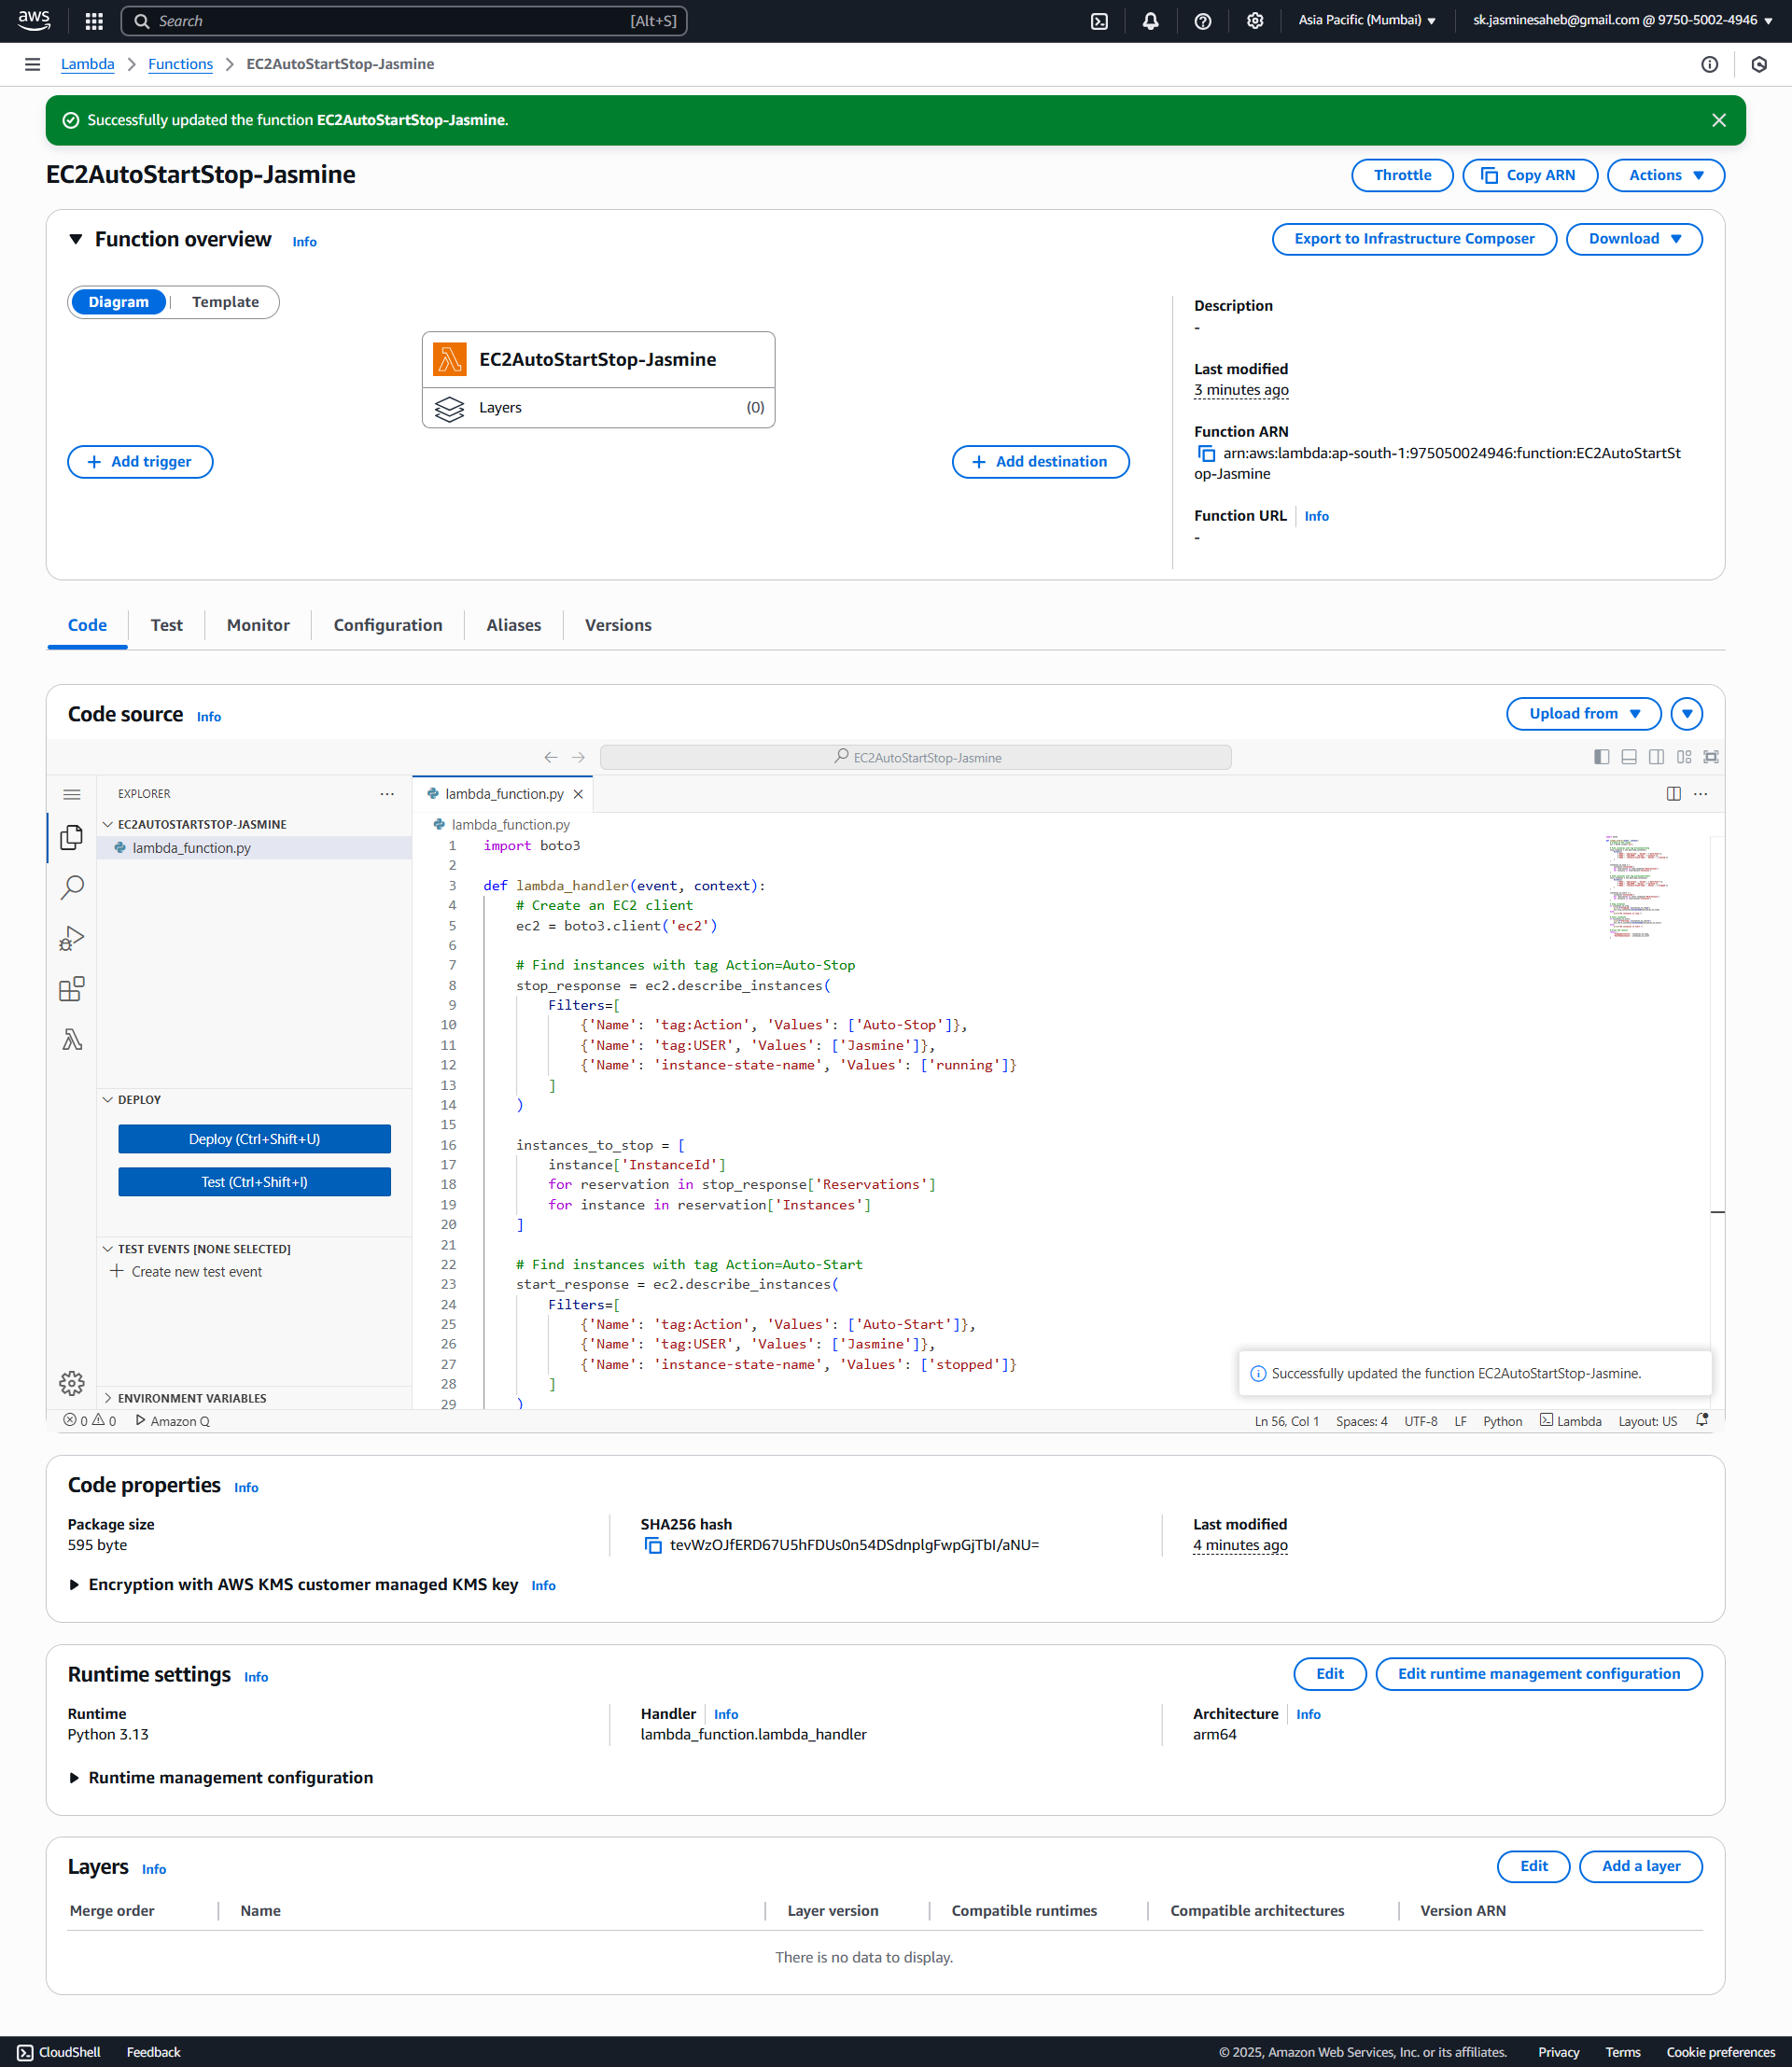 aws
Search
[Alt+S]
Asia Pacific (Mumbai)
sk.jasminesaheb@gmail.com @ 9750-5002-4946
Lambda
Functions
EC2AutoStartStop-Jasmine
Successfully updated the function EC2AutoStartStop-Jasmine.
EC2AutoStartStop-Jasmine
Throttle
Copy ARN
Actions
Function overview
Info
Export to Infrastructure Composer
Download
Diagram
Template
EC2AutoStartStop-Jasmine
Layers
(0)
Add trigger
Add destination
Description
-
Last modified
3 minutes ago
Function ARN
arn:aws:lambda:ap-south-1:975050024946:function:EC2AutoStartSt
op-Jasmine
Function URL
Info
-
Code
Test
Monitor
Configuration
Aliases
Versions
Code source
Info
Upload from
EC2AutoStartStop-Jasmine
EXPLORER
EC2AUTOSTARTSTOP-JASMINE
lambda_function.py
DEPLOY
Deploy (Ctrl+Shift+U)
Test (Ctrl+Shift+I)
TEST EVENTS [NONE SELECTED]
Create new test event
ENVIRONMENT VARIABLES
lambda_function.py
lambda_function.py
1 import boto3
2
3 def lambda_handler(event, context):
4 # Create an EC2 client
5 ec2 = boto3.client('ec2')
6
7 # Find instances with tag Action=Auto-Stop
8 stop_response = ec2.describe_instances(
9 Filters=[
10 {'Name': 'tag:Action', 'Values': ['Auto-Stop']},
11 {'Name': 'tag:USER', 'Values': ['Jasmine']},
12 {'Name': 'instance-state-name', 'Values': ['running']}
13 ]
14 )
15
16 instances_to_stop = [
17 instance['InstanceId']
18 for reservation in stop_response['Reservations']
19 for instance in reservation['Instances']
20 ]
21
22 # Find instances with tag Action=Auto-Start
23 start_response = ec2.describe_instances(
24 Filters=[
25 {'Name': 'tag:Action', 'Values': ['Auto-Start']},
26 {'Name': 'tag:USER', 'Values': ['Jasmine']},
27 {'Name': 'instance-state-name', 'Values': ['stopped']}
28 ]
29 )
Successfully updated the function EC2AutoStartStop-Jasmine.
0
0
Amazon Q
Ln 56, Col 1
Spaces: 4
UTF-8
LF
Python
Lambda
Layout: US
Code properties
Info
Package size
595 byte
SHA256 hash
tevWzOJfERD67U5hFDUs0n54DSdnplgFwpGjTbI/aNU=
Last modified
4 minutes ago
Encryption with AWS KMS customer managed KMS key
Info
Runtime settings
Info
Edit
Edit runtime management configuration
Runtime
Python 3.13
Handler
Info
lambda_function.lambda_handler
Architecture
Info
arm64
Runtime management configuration
Layers
Info
Edit
Add a layer
Merge order
Name
Layer version
Compatible runtimes
Compatible architectures
Version ARN
There is no data to display.
CloudShell
Feedback
© 2025, Amazon Web Services, Inc. or its affiliates.
Privacy
Terms
Cookie preferences